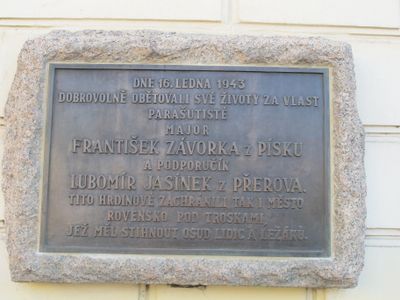 DNE 16. LEDNA 1943
DOBROVOLNĚ OBĚTOVALI SVÉ ŽIVOTY ZA VLAST
PARAŠUTISTÉ
MAJOR
FRANTIŠEK ZÁVORKA z PÍSKU
A PODPORUČÍK
LUBOMÍR JASÍNEK z PŘEROVA.
TITO HRDINOVÉ ZACHRÁNILI TAK I MĚSTO
ROVENSKO POD TROSKAMI,
JEŽ MĚL STIHNOUT OSUD LIDIC A LEŽÁKŮ.